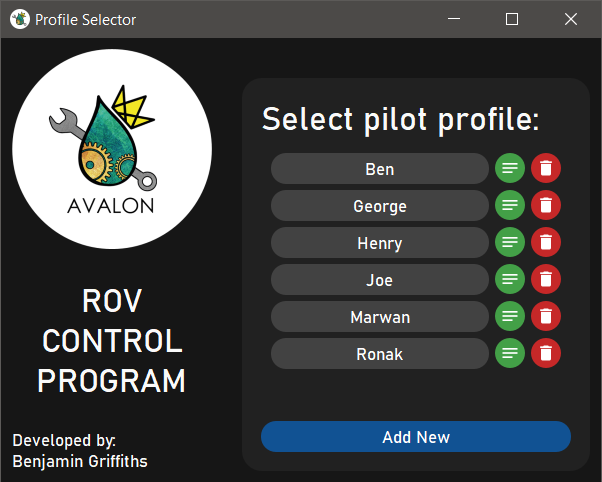 Profile Selector
AVALON
ROV
CONTROL
PROGRAM
Developed by:
Benjamin Griffiths
Select pilot profile:
Ben
George
Henry
Joe
Marwan
Ronak
Add New